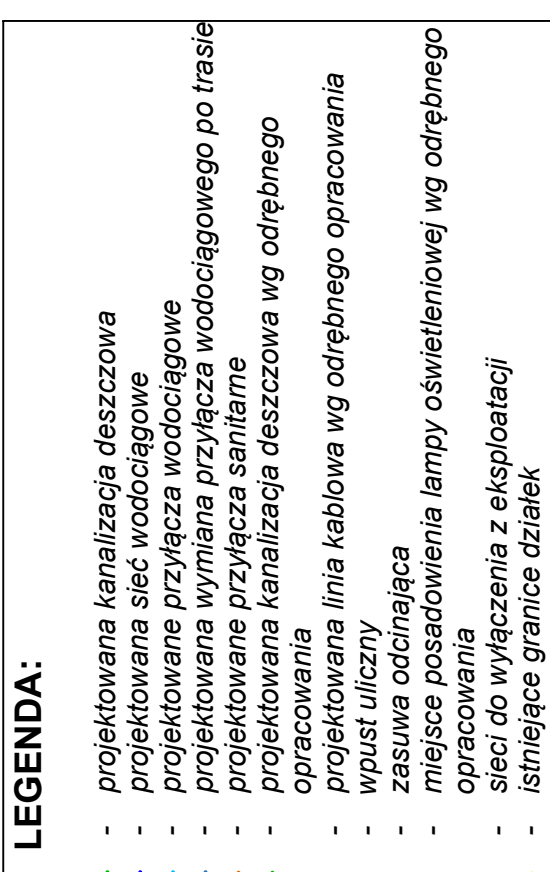 LEGENDA:
- projektowana kanalizacja deszczowa
- projektowana sieć wodociągowe
- projektowane przyłącza wodociągowe
- projektowana wymiana przyłącza wodociągowego po trasie
- projektowane przyłącza sanitarne
- projektowana kanalizacja deszczowa wg odrębnego
opracowania
- projektowana linia kablowa wg odrębnego opracowania
- wpust uliczny
- zasuwa odcinająca
- miejsce posadowienia lampy oświetleniowej wg odrębnego
opracowania
- sieci do wyłączenia z eksploatacji
- istniejące granice działek